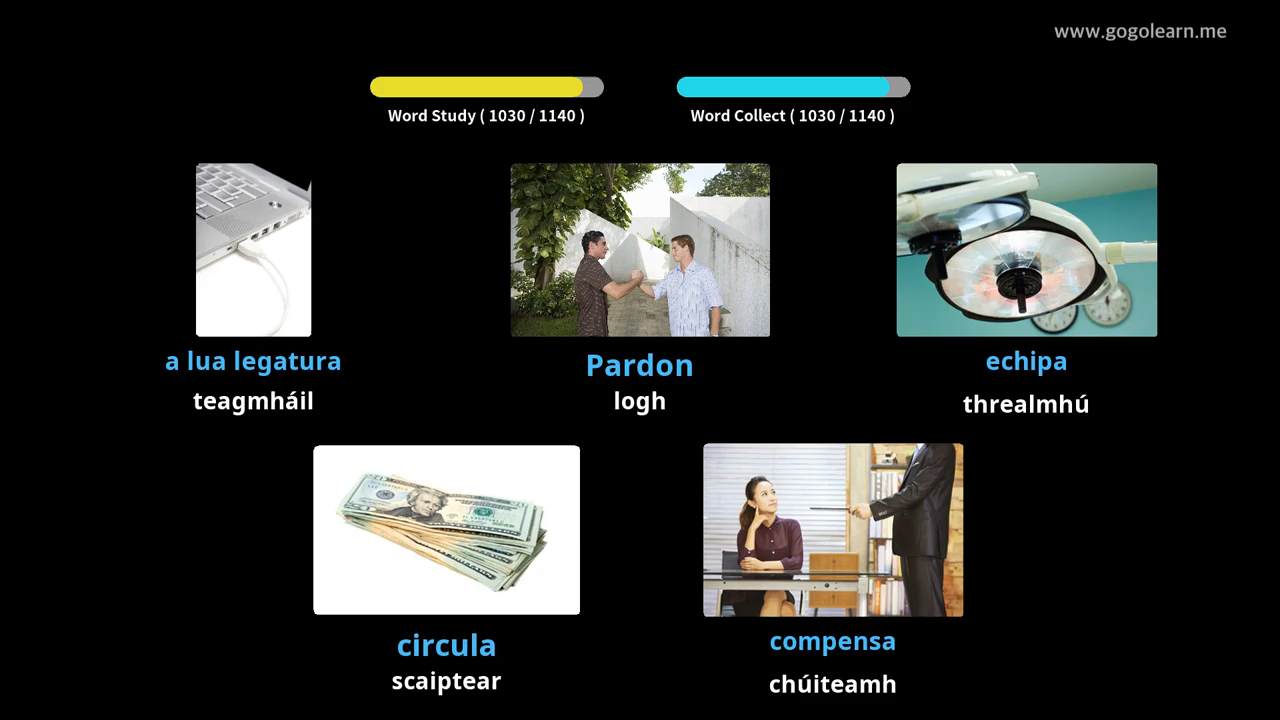 www.gogolearn.me
Word Study ( 1030 / 1140 )
Word Collect ( 1030 / 1140 )
a lua legatura
teagmháil
Pardon
logh
echipa
threalmhú
circula
scaiptear
compensa
chúiteamh